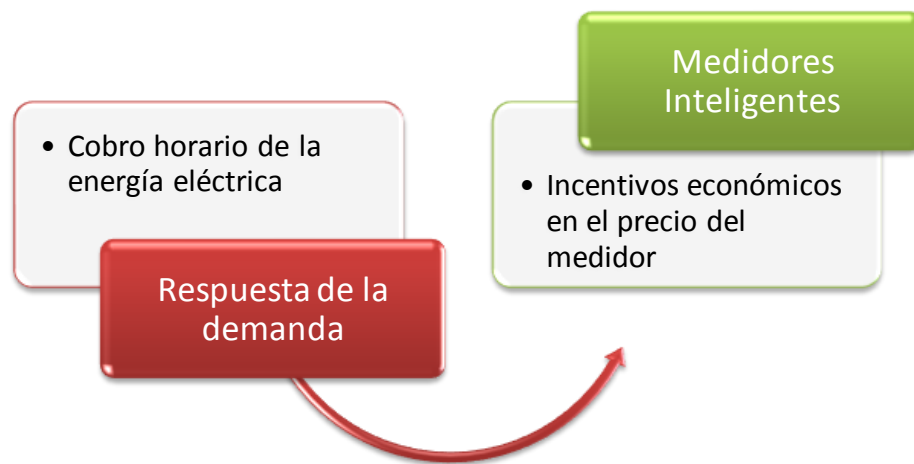 • Cobro horario de la
energía eléctrica
Respuesta de la
demanda
Medidores
Inteligentes
• Incentivos económicos
en el precio del
medidor